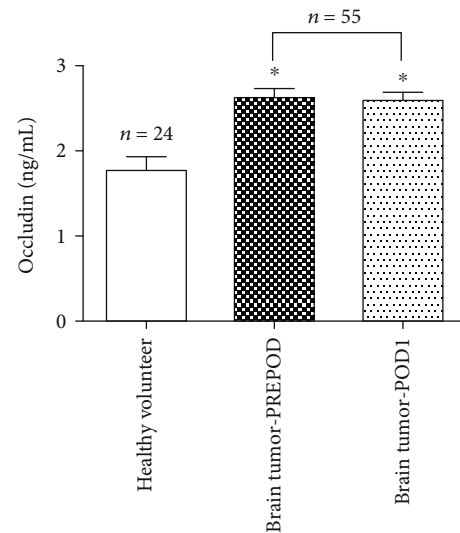 n = 55
3
2
1
0
Occludin (ng/mL)
n = 24
*
*
Healthy volunteer
Brain tumor-PREPOD
Brain tumor-POD1